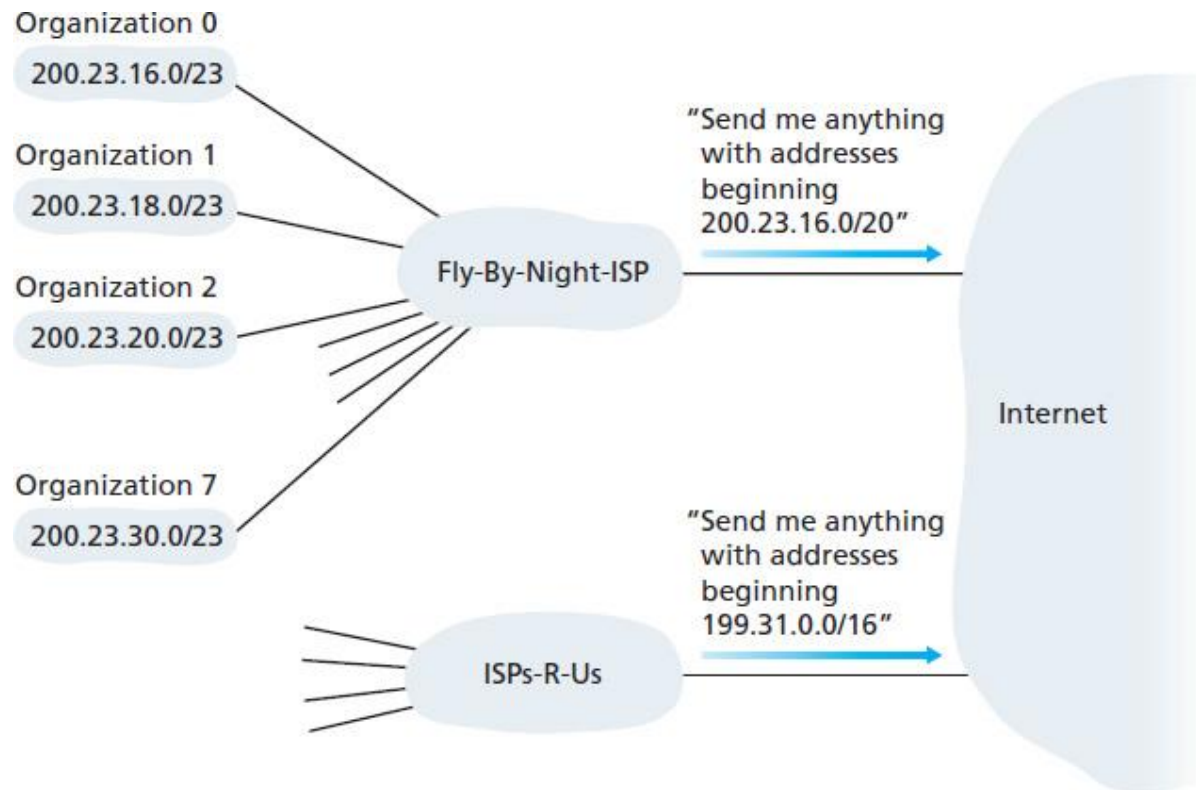 Organization 0
200.23.16.0/23
Organization 1
200.23.18.0/23
Organization 2
200.23.20.0/23
Organization 7
200.23.30.0/23
Fly-By-Night-ISP
"Send me anything
with addresses
beginning
200.23.16.0/20"
Internet
"Send me anything
with addresses
beginning
199.31.0.0/16"
ISPs-R-Us